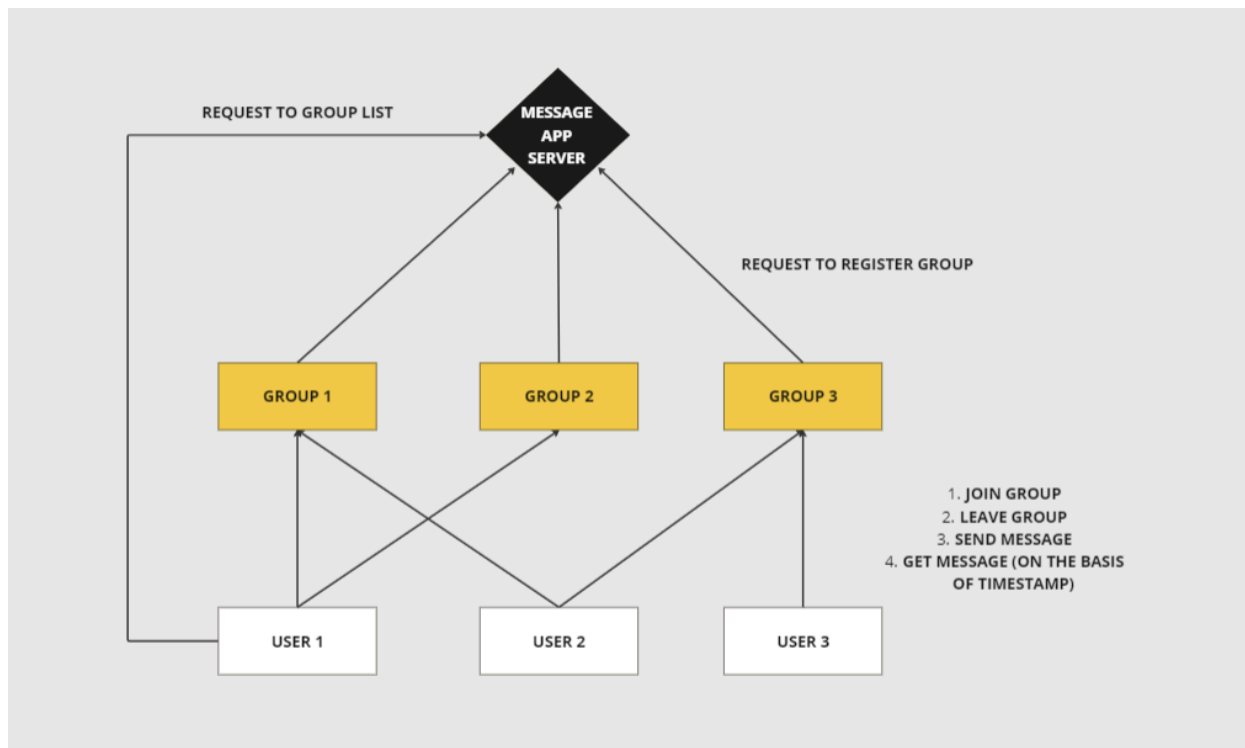 REQUEST TO GROUP LIST
MESSAGE
APP
SERVER
REQUEST TO REGISTER GROUP
GROUP 1
GROUP 2
GROUP 3
1. JOIN GROUP
2. LEAVE GROUP
3. SEND MESSAGE
4. GET MESSAGE (ON THE BASIS
OF TIMESTAMP)
USER 1
USER 2
USER 3